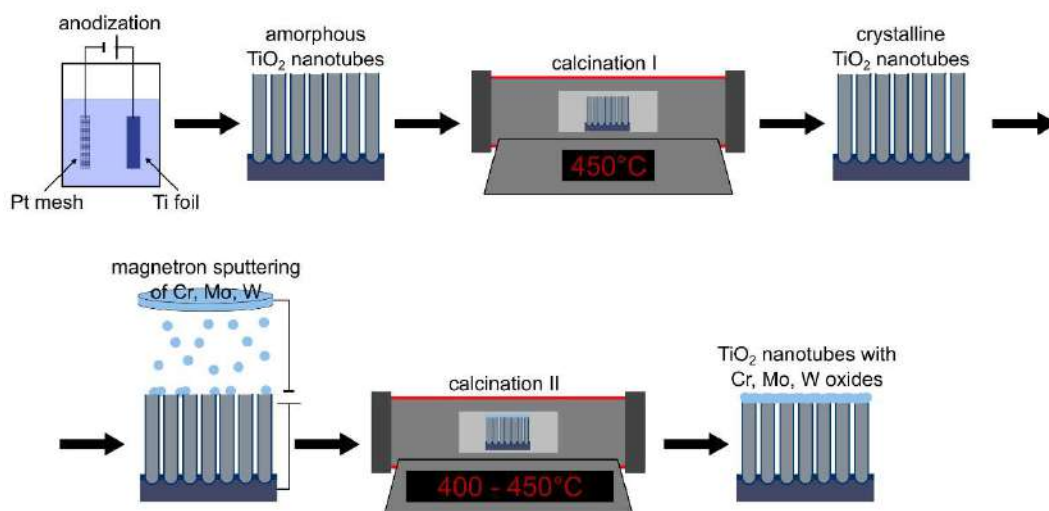 anodization
Pt mesh
Ti foil
amorphous
TiO₂ nanotubes
calcination I
450°C
crystalline
TiO₂ nanotubes
magnetron sputtering
of Cr, Mo, W
calcination II
400 - 450°C
TiO₂ nanotubes with
Cr, Mo, W oxides